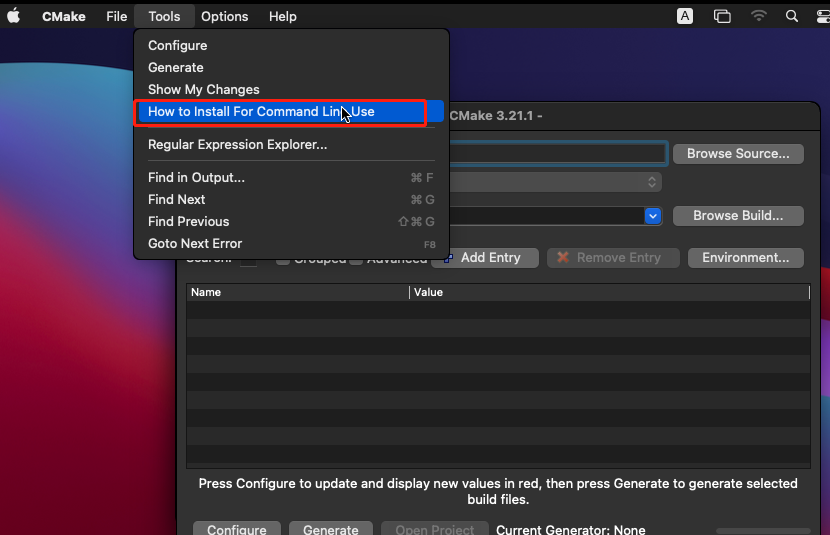 CMake File Tools Options Help A
Configure
Generate
Show My Changes
How to Install For Command Line Use
Regular Expression Explorer...
Find in Output... ⌘ F
Find Next ⌘ G
Find Previous ⇧⌘ G
Goto Next Error F8
CMake 3.21.1 -
Browse Source...
Browse Build...
Search: Grouped Advanced Add Entry Remove Entry Environment...
Name Value
Press Configure to update and display new values in red, then press Generate to generate selected
build files.
Configure Generate Open Project Current Generator: None